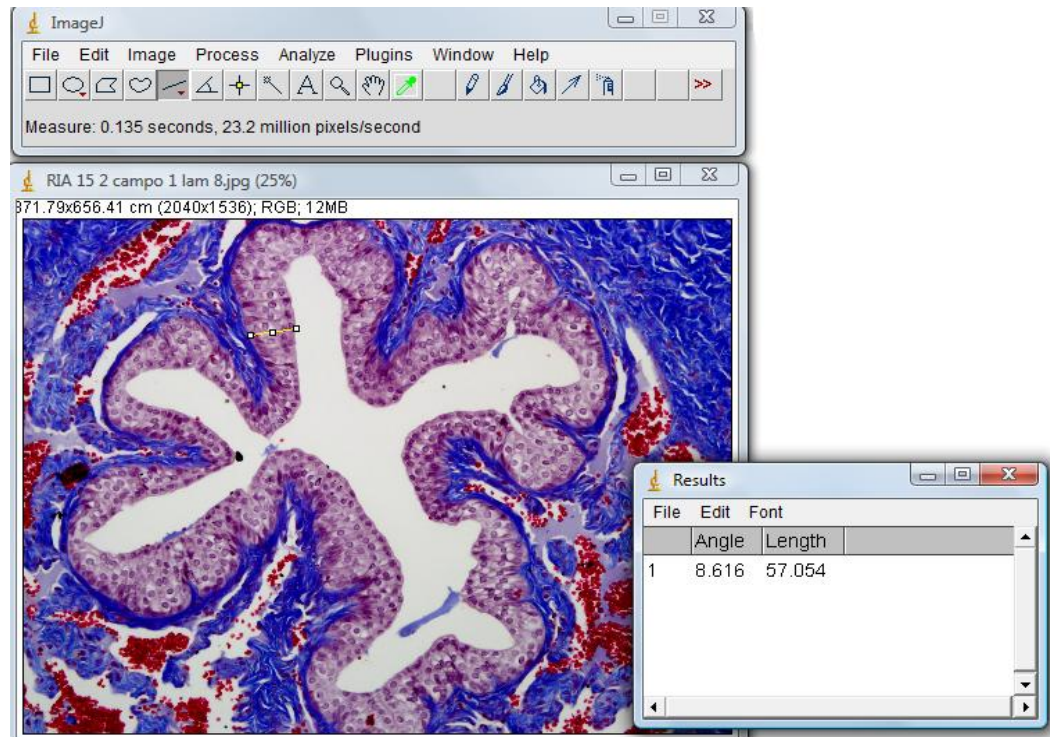 ImageJ
File Edit Image Process Analyze Plugins Window Help
A >>
Measure: 0.135 seconds, 23.2 million pixels/second
RIA 15 2 campo 1 lam 8.jpg (25%)
871.79x656.41 cm (2040x1536); RGB; 12MB
Results
File Edit Font
Angle Length
1 8.616 57.054